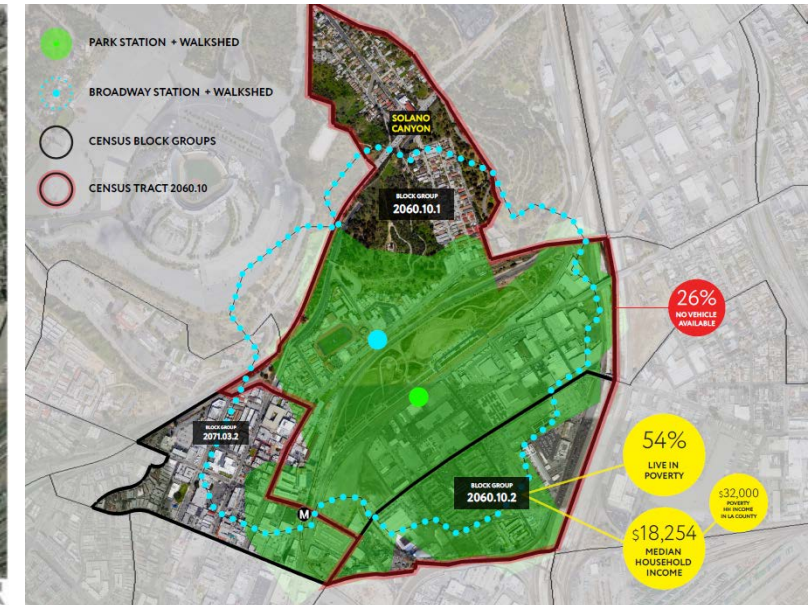 PARK STATION + WALKSHED
BROADWAY STATION + WALKSHED
CENSUS BLOCK GROUPS
CENSUS TRACT 2060.10
SOLANO
CANYON
BLOCK GROUP
2060.10.1
26%
NO VEHICLE
AVAILABLE
BLOCK GROUP
2071.03.2
M
54%
LIVE IN
POVERTY
BLOCK GROUP
2060.10.2
$32,000
POVERTY
HH INCOME
IN LA COUNTY
$18,254
MEDIAN
HOUSEHOLD
INCOME